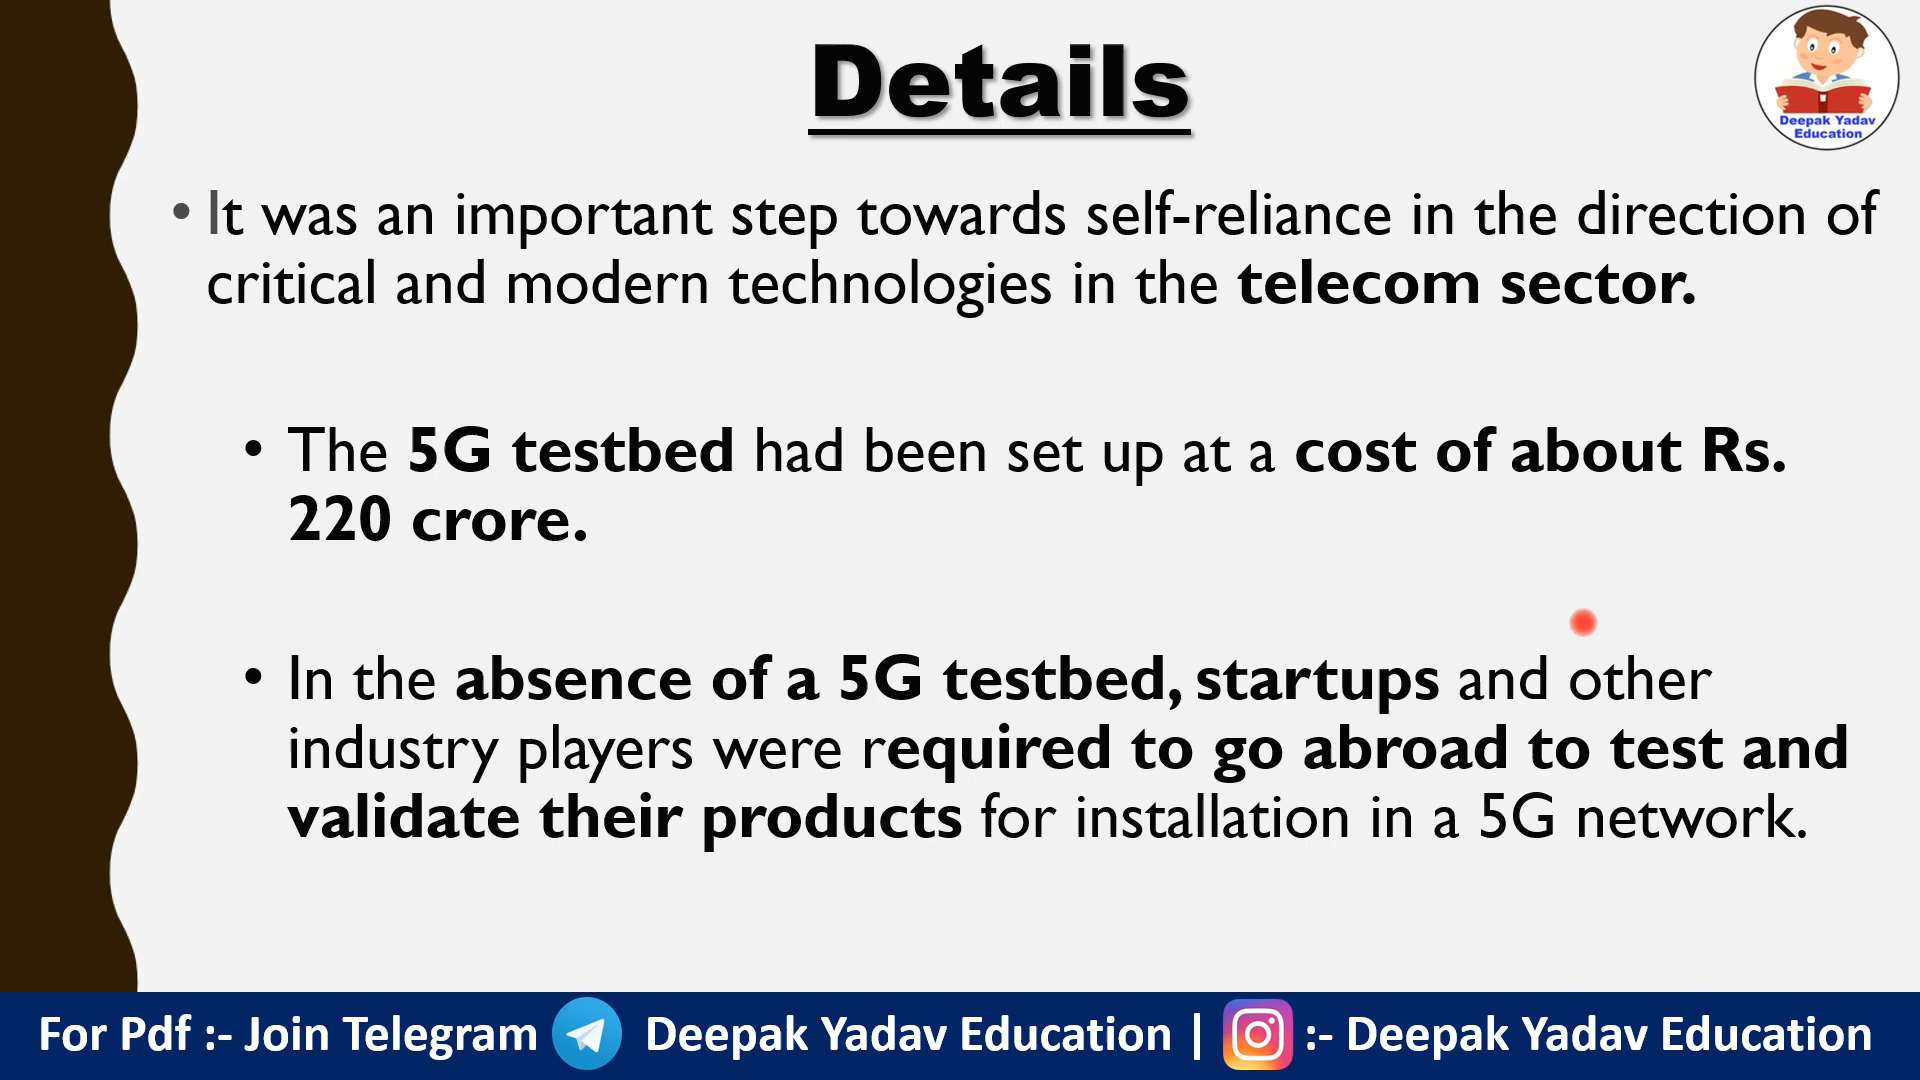 Details
Deepak Yadav
Education
• It was an important step towards self-reliance in the direction of
critical and modern technologies in the telecom sector.
• The 5G testbed had been set up at a cost of about Rs.
220 crore.
• In the absence of a 5G testbed, startups and other
industry players were required to go abroad to test and
validate their products for installation in a 5G network.
For Pdf :- Join Telegram Deepak Yadav Education | :- Deepak Yadav Education